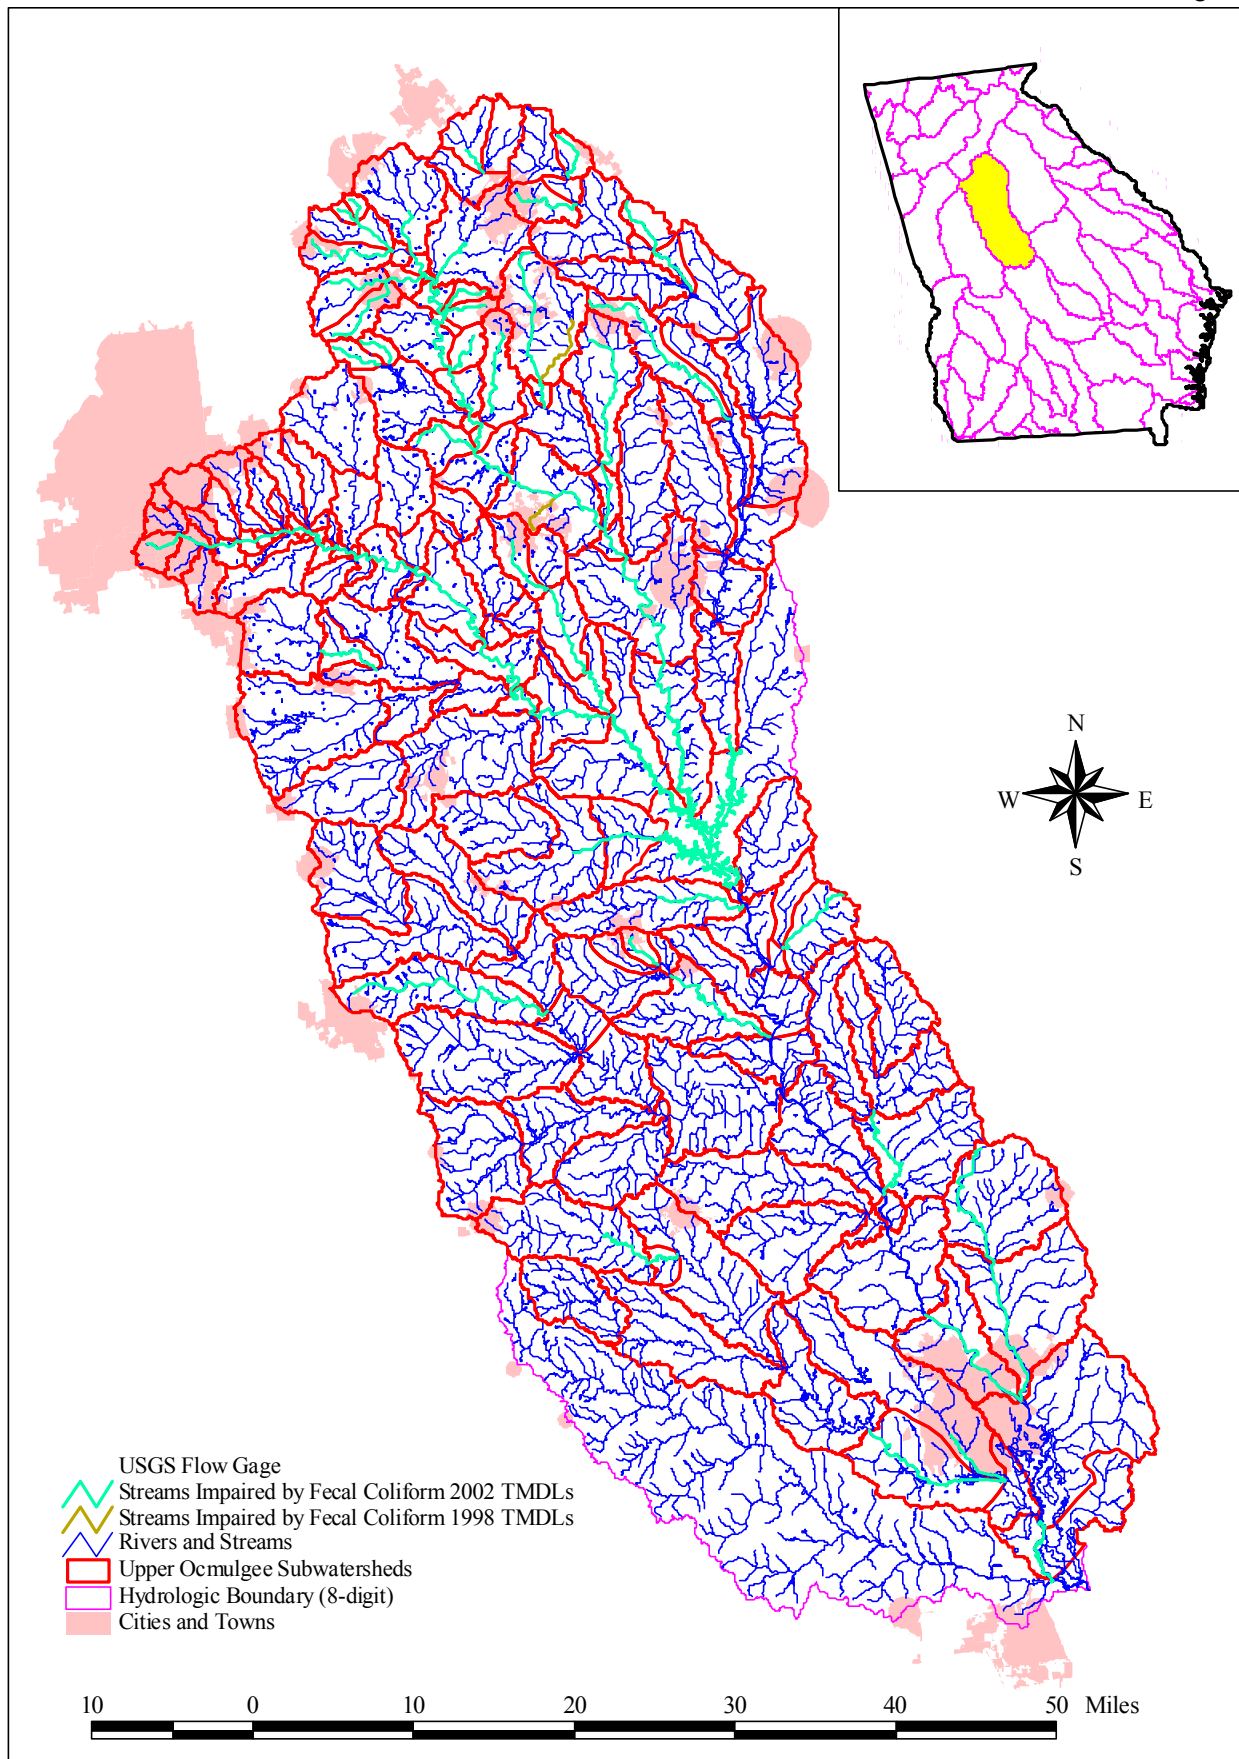 N
W E
S
USGS Flow Gage
Streams Impaired by Fecal Coliform 2002 TMDLs
Streams Impaired by Fecal Coliform 1998 TMDLs
Rivers and Streams
Upper Ocmulgee Subwatersheds
Hydrologic Boundary (8-digit)
Cities and Towns
10 0 10 20 30 40 50 Miles